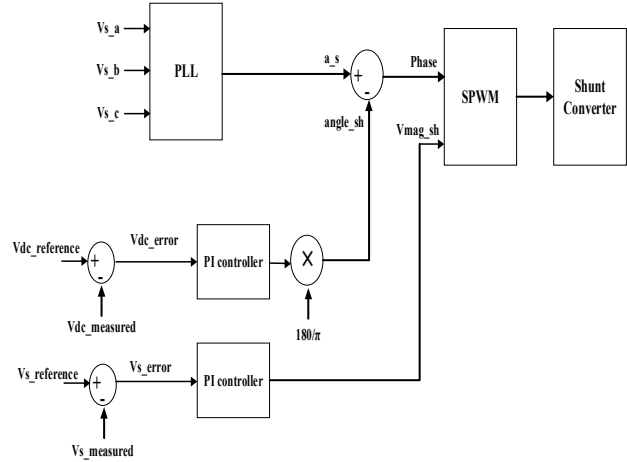 Vs_a
Vs_b
Vs_c
PLL
a_s
+
-
Phase
angle_sh
Vmag_sh
SPWM
Shunt
Converter
Vdc_reference
+
-
Vdc_error
PI controller
X
Vdc_measured
180/π
Vs_reference
+
-
Vs_error
PI controller
Vs_measured